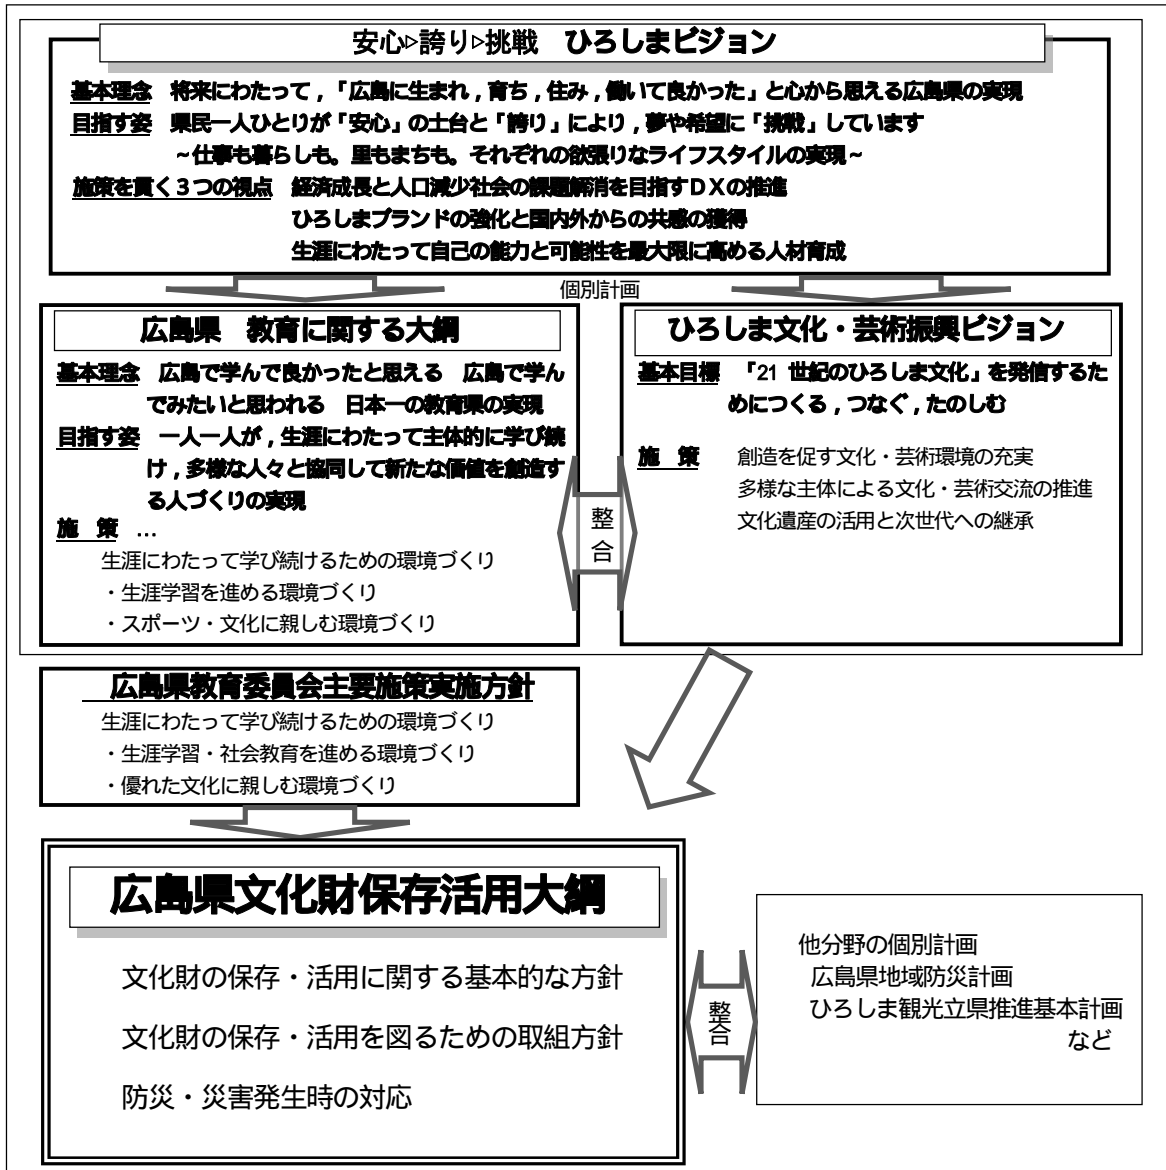 安心▷誇り▷挑戦　ひろしまビジョン
基本理念　将来にわたって，「広島に生まれ，育ち，住み，働いて良かった」と心から思える広島県の実現
目指す姿　県民一人ひとりが「安心」の土台と「誇り」により，夢や希望に「挑戦」しています
～仕事も暮らしも。里もまちも。それぞれの欲張りなライフスタイルの実現～
施策を貫く３つの視点　経済成長と人口減少社会の課題解消を目指すＤＸの推進
ひろしまブランドの強化と国内外からの共感の獲得
生涯にわたって自己の能力と可能性を最大限に高める人材育成
個別計画
広島県　教育に関する大綱
基本理念　広島で学んで良かったと思える　広島で学ん
でみたいと思われる　日本一の教育県の実現
目指す姿　一人一人が，生涯にわたって主体的に学び続
け，多様な人々と協同して新たな価値を創造す
る人づくりの実現
施　策　…
生涯にわたって学び続けるための環境づくり
・生涯学習を進める環境づくり
・スポーツ・文化に親しむ環境づくり
整
合
ひろしま文化・芸術振興ビジョン
基本目標　「21 世紀のひろしま文化」を発信するた
めにつくる，つなぐ，たのしむ
施　策　創造を促す文化・芸術環境の充実
多様な主体による文化・芸術交流の推進
文化遺産の活用と次世代への継承
広島県教育委員会主要施策実施方針
生涯にわたって学び続けるための環境づくり
・生涯学習・社会教育を進める環境づくり
・優れた文化に親しむ環境づくり
広島県文化財保存活用大綱
文化財の保存・活用に関する基本的な方針
文化財の保存・活用を図るための取組方針
防災・災害発生時の対応
整
合
他分野の個別計画
広島県地域防災計画
ひろしま観光立県推進基本計画
など